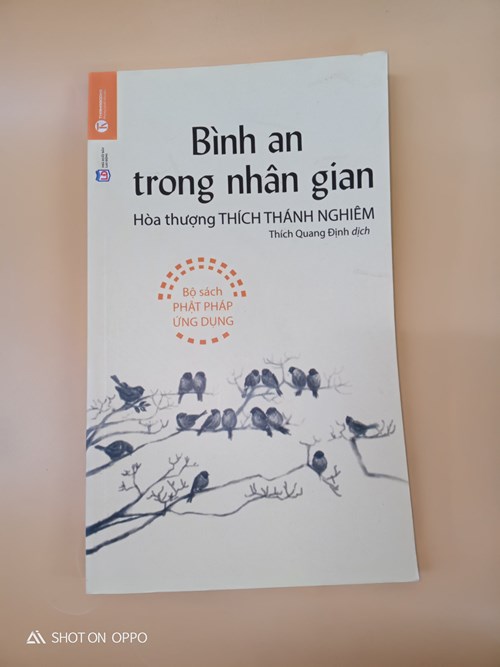 Bình an
trong nhân gian
Hòa thượng THÍCH THÁNH NGHIÊM
Thích Quang Định dịch
Bộ sách
PHẬT PHÁP
ỨNG DỤNG
SHOT ON OPPO